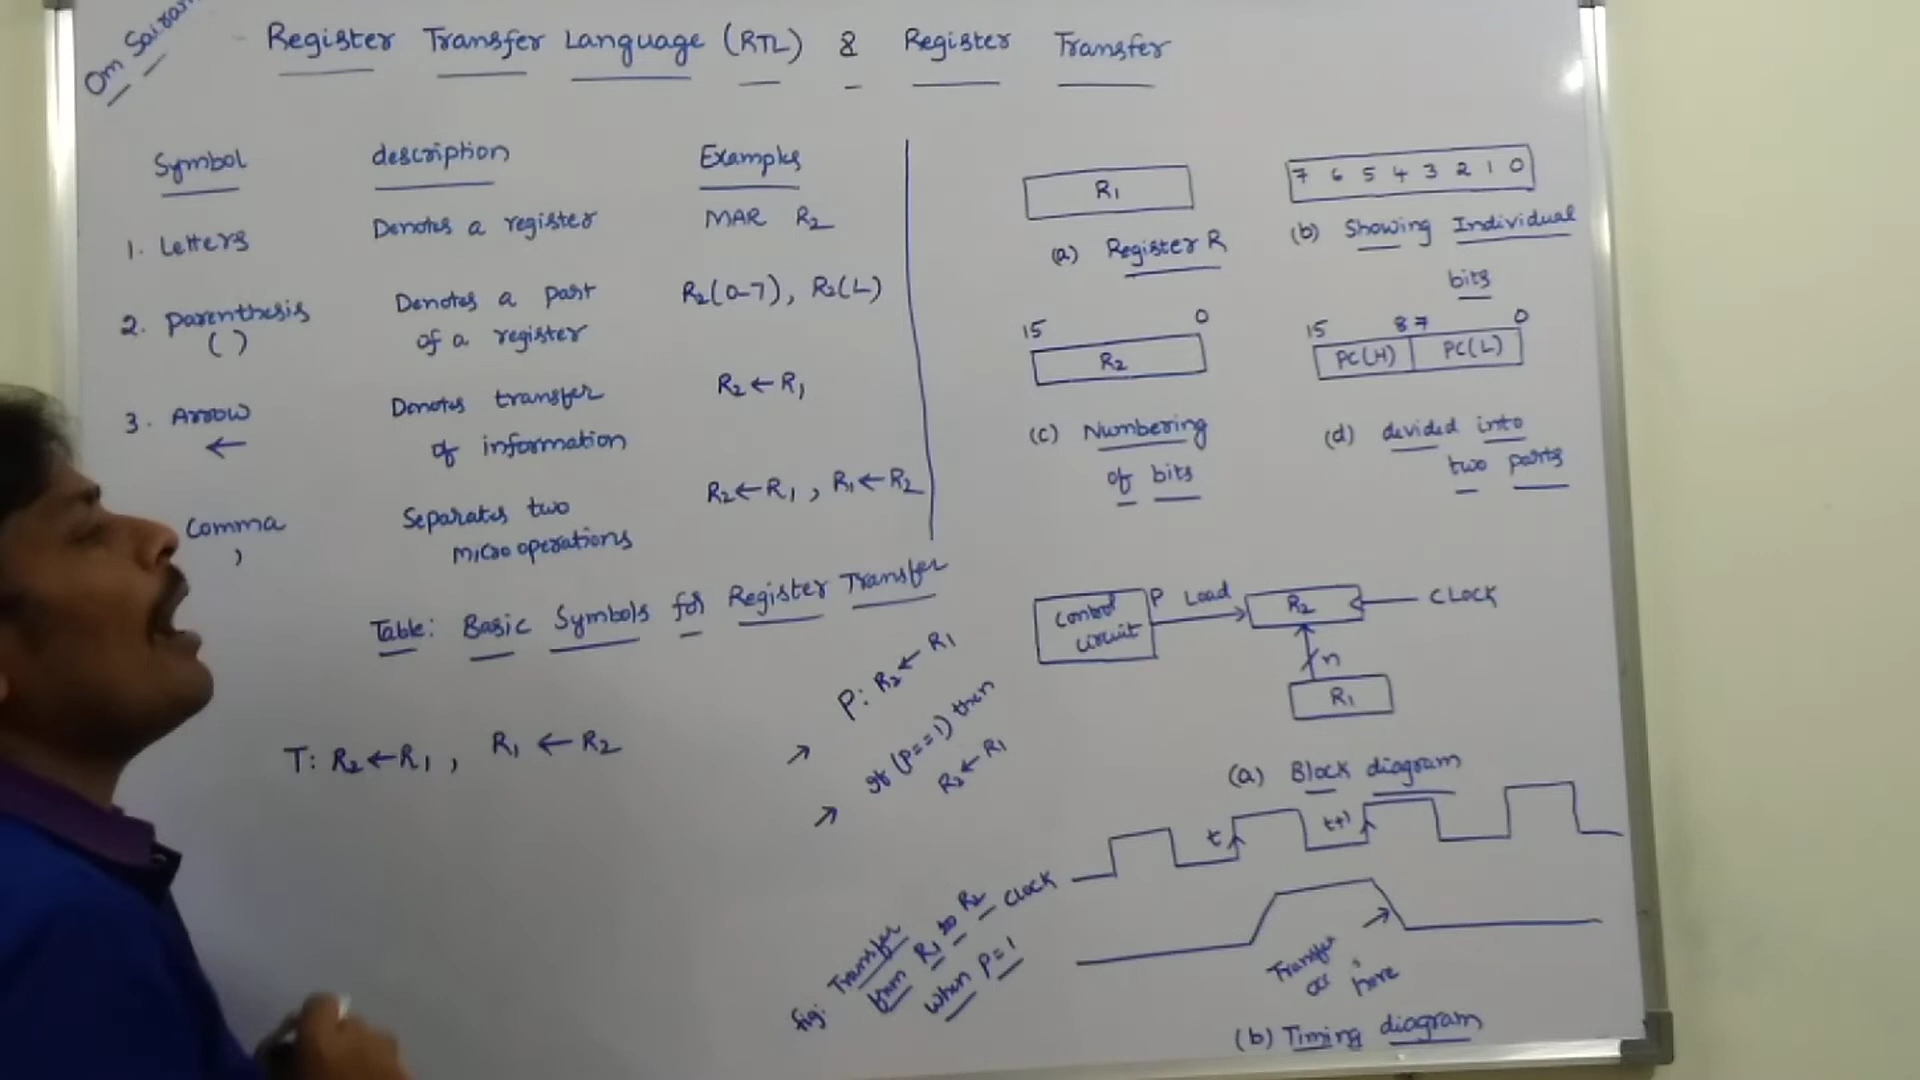 Om Sairam
Register Transfer Language (RTL) & Register Transfer
Symbol description Examples
1. Letters Denotes a register MAR R2
2. Parenthesis Denotes a part R2(0-7), R2(L)
( ) of a register
3. Arrow Denotes transfer R2 ← R1
← of information
Comma Separates two R2 ← R1 , R1 ← R2
, micro operations
Table: Basic Symbols for Register Transfer
T: R2 ← R1 , R1 ← R2
→ P: R2 ← R1
→ If (P==1) then
R2 ← R1
R1
(a) Register R
7 6 5 4 3 2 1 0
(b) Showing Individual
bits
15 0
R2
(c) Numbering
of bits
15 8 7 0
PC(H) PC(L)
(d) devided into
two parts
control
circuit
P Load
R2
CLOCK
n
R1
(a) Block diagram
t
t+1
CLOCK
Transfer
here
(b) Timing diagram
fig: Transfer
from R1 to R2
when P=1